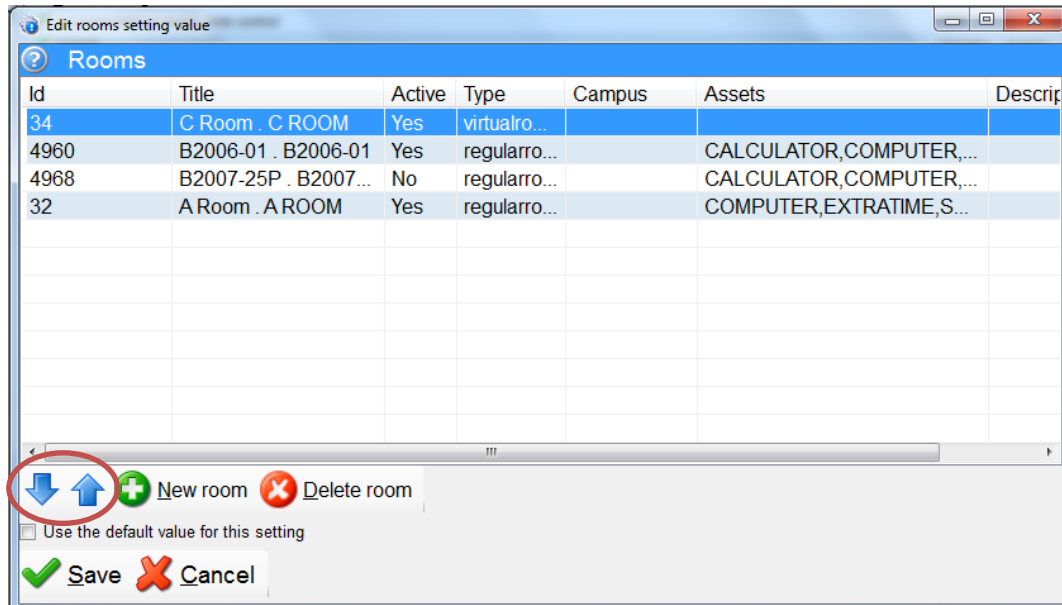 Edit rooms setting value
Rooms
Id Title Active Type Campus Assets Descrip
34 C Room . C ROOM Yes virtualro...
4960 B2006-01 . B2006-01 Yes regularro... CALCULATOR,COMPUTER,...
4968 B2007-25P . B2007... No regularro... CALCULATOR,COMPUTER,...
32 A Room . A ROOM Yes regularro... COMPUTER,EXTRATIME,S...
New room Delete room
Use the default value for this setting
Save Cancel